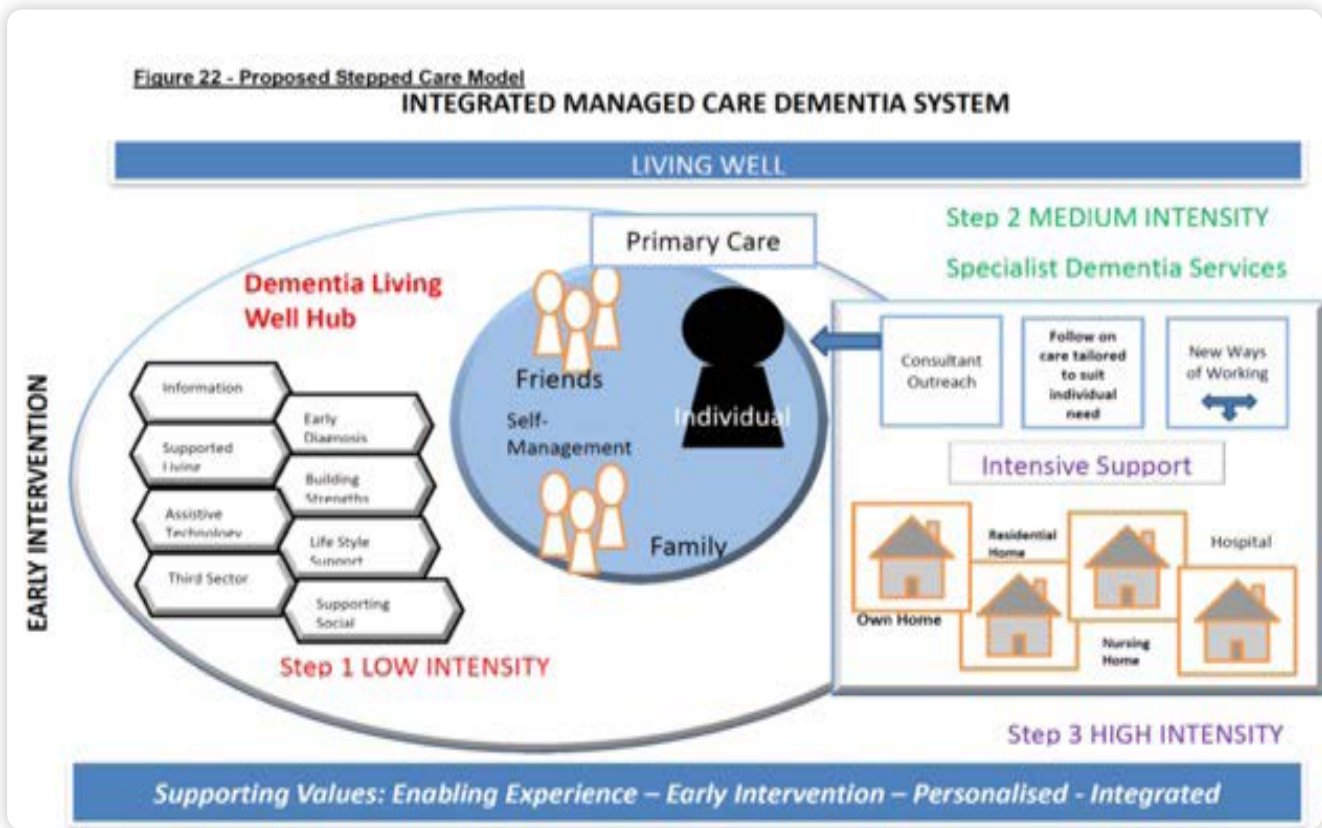 Figure 22 - Proposed Stepped Care Model
INTEGRATED MANAGED CARE DEMENTIA SYSTEM
LIVING WELL
EARLY INTERVENTION
Dementia Living
Well Hub
Information
Early
Diagnosis
Supported
Living
Building
Strengths
Assistive
Technology
Life Style
Support
Third Sector
Supporting
Social
Step 1 LOW INTENSITY
Primary Care
Friends
Self-
Management
Individual
Family
Step 2 MEDIUM INTENSITY
Specialist Dementia Services
Consultant
Outreach
Follow on
care tailored
to suit
individual
need
New Ways
of Working
Intensive Support
Own Home
Residential
Home
Nursing
Home
Hospital
Step 3 HIGH INTENSITY
Supporting Values: Enabling Experience – Early Intervention – Personalised - Integrated